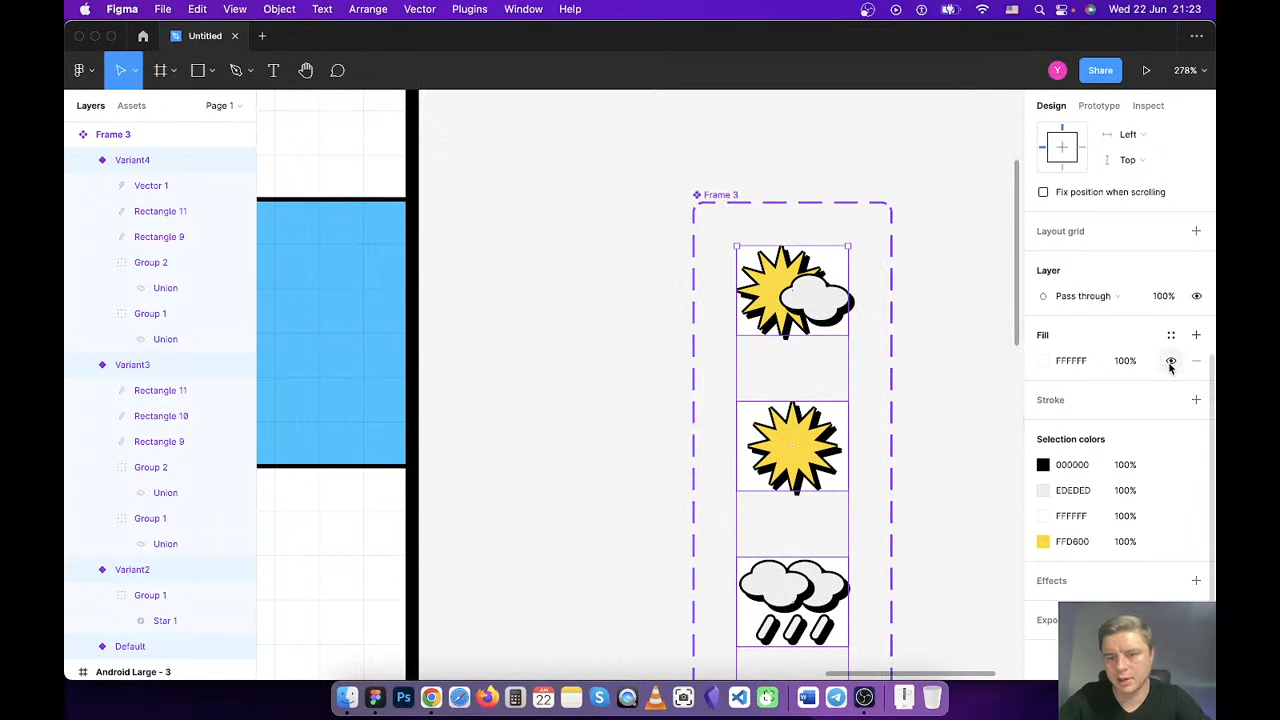 Figma File Edit View Object Text Arrange Vector Plugins Window Help Wed 22 Jun 21:23
Untitled
Y Share 278%
Layers Assets Page 1
Design Prototype Inspect
Frame 3
Variant4
Vector 1
Rectangle 11
Rectangle 9
Group 2
Union
Group 1
Union
Variant3
Rectangle 11
Rectangle 10
Rectangle 9
Group 2
Union
Group 1
Union
Variant2
Group 1
Star 1
Default
Android Large - 3
Frame 3
Left
Top
Fix position when scrolling
Layout grid
Layer
Pass through 100%
Fill
FFFFFF 100%
Stroke
Selection colors
000000 100%
EDEDED 100%
FFFFFF 100%
FFD600 100%
Effects
Expo
JUN
22
Ps